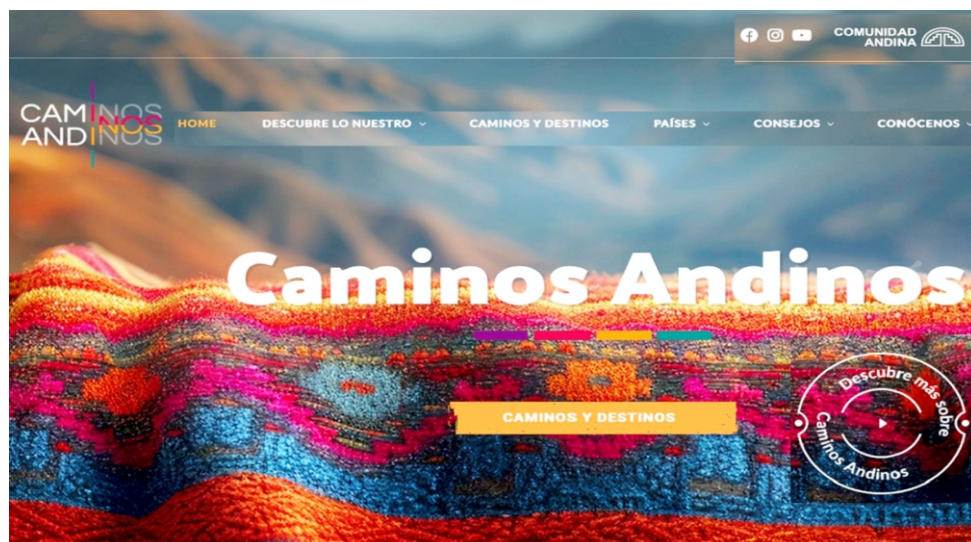 COMUNIDAD
ANDINA
CAMINOS
ANDINOS
HOME
DESCUBRE LO NUESTRO
CAMINOS Y DESTINOS
PAÍSES
CONSEJOS
CONÓCENOS
Caminos Andinos
CAMINOS Y DESTINOS
Descubre más sobre
Caminos Andinos